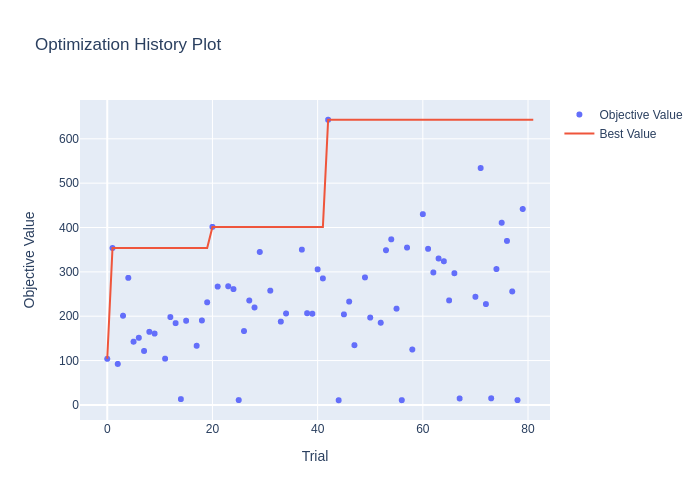 Optimization History Plot
Objective Value
Best Value
600
500
400
300
200
100
0
Objective Value
0 20 40 60 80
Trial